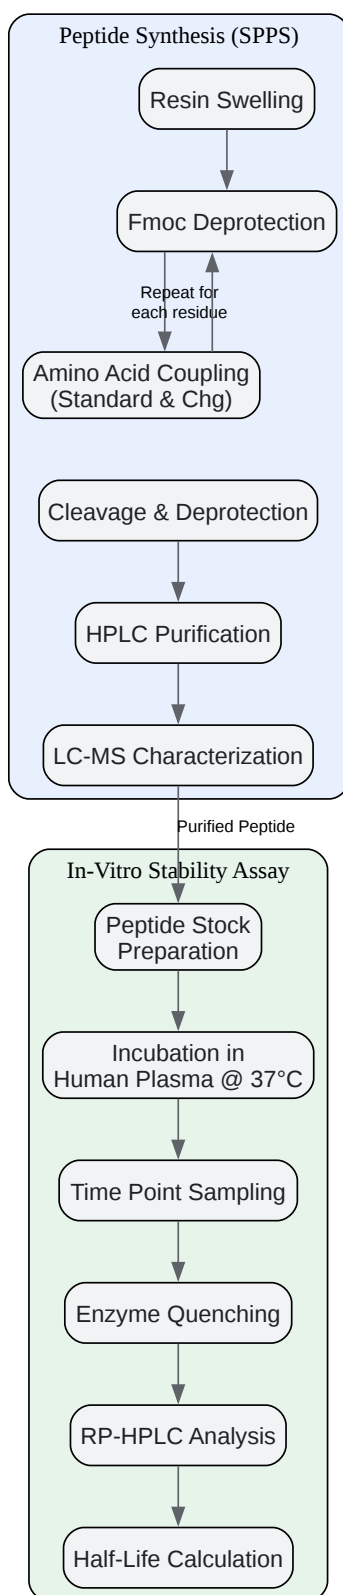 Peptide Synthesis (SPPS)
Resin Swelling
Fmoc Deprotection
Repeat for
each residue
Amino Acid Coupling
(Standard & Chg)
Cleavage & Deprotection
HPLC Purification
LC-MS Characterization
Purified Peptide
In-Vitro Stability Assay
Peptide Stock
Preparation
Incubation in
Human Plasma @ 37°C
Time Point Sampling
Enzyme Quenching
RP-HPLC Analysis
Half-Life Calculation